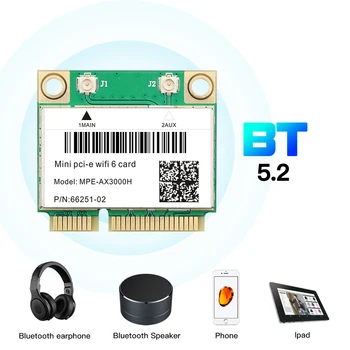 J1
J2
1MAIN
2AUX
Mini pci-e wifi 6 card
Model: MPE-AX3000H
P/N:66251-02
BT
5.2
Bluetooth earphone
Bluetooth Speaker
Phone
Ipad